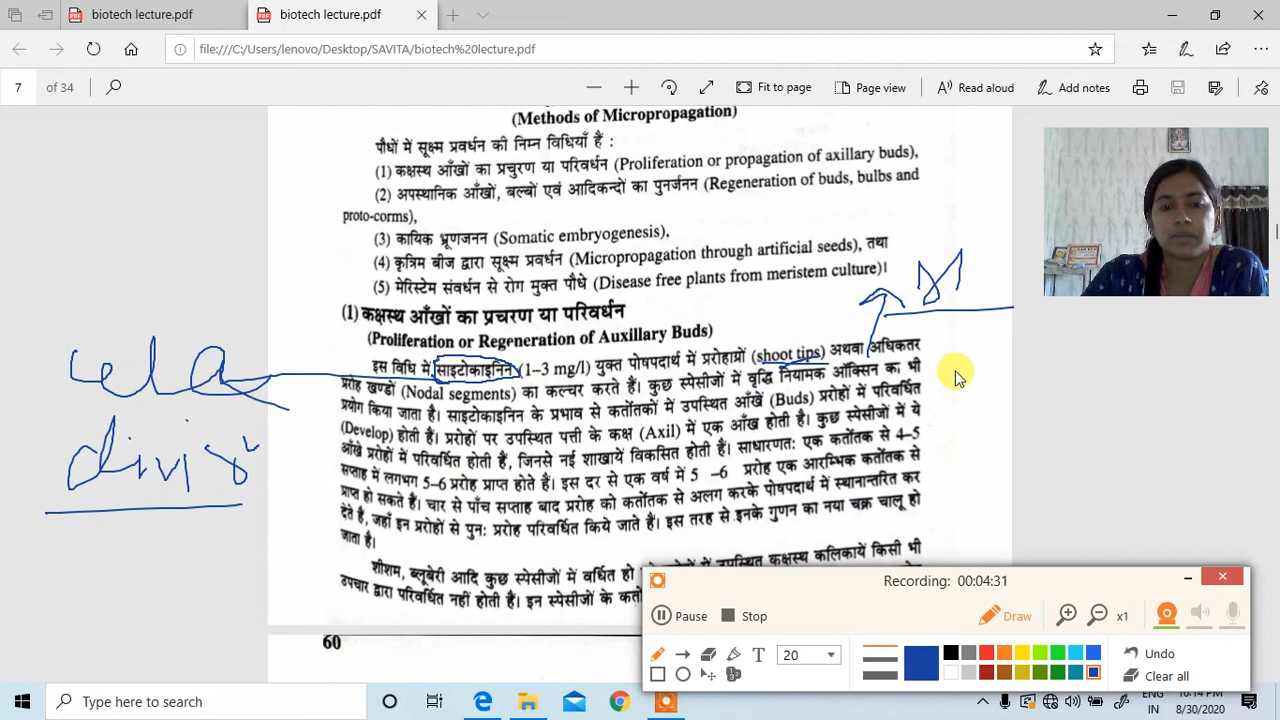 biotech lecture.pdf
biotech lecture.pdf
file:///C:/Users/lenovo/Desktop/SAVITA/biotech%20lecture.pdf
7 of 34
Fit to page
Page view
Read aloud
Add notes
(Methods of Micropropagation)
पौधों में सूक्ष्म प्रवर्धन की निम्न विधियाँ हैं :
(1) कक्षस्थ आँखों का प्रचुरण या परिवर्धन (Proliferation or propagation of axillary buds),
(2) अपस्थानिक आँखों, बल्बों एवं आदिकन्दों का पुनर्जनन (Regeneration of buds, bulbs and
proto-corms),
(3) कायिक भ्रूणजनन (Somatic embryogenesis),
(4) कृत्रिम बीज द्वारा सूक्ष्म प्रवर्धन (Micropropagation through artificial seeds), तथा
(5) मेरिस्टेम संवर्धन से रोग मुक्त पौधे (Disease free plants from meristem culture)।
(1) कक्षस्थ आँखों का प्रचरण या परिवर्धन
(Proliferation or Regeneration of Auxillary Buds)
इस विधि में साइटोकाइनिन (1–3 mg/l) युक्त पोषपदार्थ में प्ररोहाग्रों (shoot tips) अथवा अधिकतर
प्ररोह खण्डों (Nodal segments) का कल्चर करते हैं। कुछ स्पेसीजों में वृद्धि नियामक ऑक्सिन का भी
प्रयोग किया जाता है। साइटोकाइनिन के प्रभाव से कर्तोतकों में उपस्थित आँखें (Buds) प्ररोहों में परिवर्धित
(Develop) होती हैं। प्ररोहों पर उपस्थित पत्ती के कक्ष (Axil) में एक आँख होती है। कुछ स्पेसीजों में ये
आँखे प्ररोहों में परिवर्धित होती हैं, जिनसे नई शाखायें विकसित होती हैं। साधारणत: एक कर्तोतक से 4–5
सप्ताह में लगभग 5–6 प्ररोह प्राप्त होते हैं। इस दर से एक वर्ष में 5 –6 प्ररोह एक आरम्भिक कर्तोतक से
प्राप्त हो सकते हैं। चार से पाँच सप्ताह बाद प्ररोह को कर्तोतक से अलग करके पोषपदार्थ में स्थानान्तरित कर
देते है, जहाँ इन प्ररोहों से पुन: प्ररोह परिवर्धित किये जाते हैं। इस तरह से इनके गुणन का नया चक्र चालू हो
जाता है।
शीशम, ब्लूबेरी आदि कुछ स्पेसीजों में वर्धित हो में उपस्थित कक्षस्थ कलिकायें किसी भी
उपचार द्वारा परिवर्धित नहीं होती हैं। इन स्पेसीजों के
60
Recording: 00:04:31
Pause
Stop
Draw
x1
20
Undo
Clear all
Type here to search
ENG
IN
10:14 PM
8/30/2020